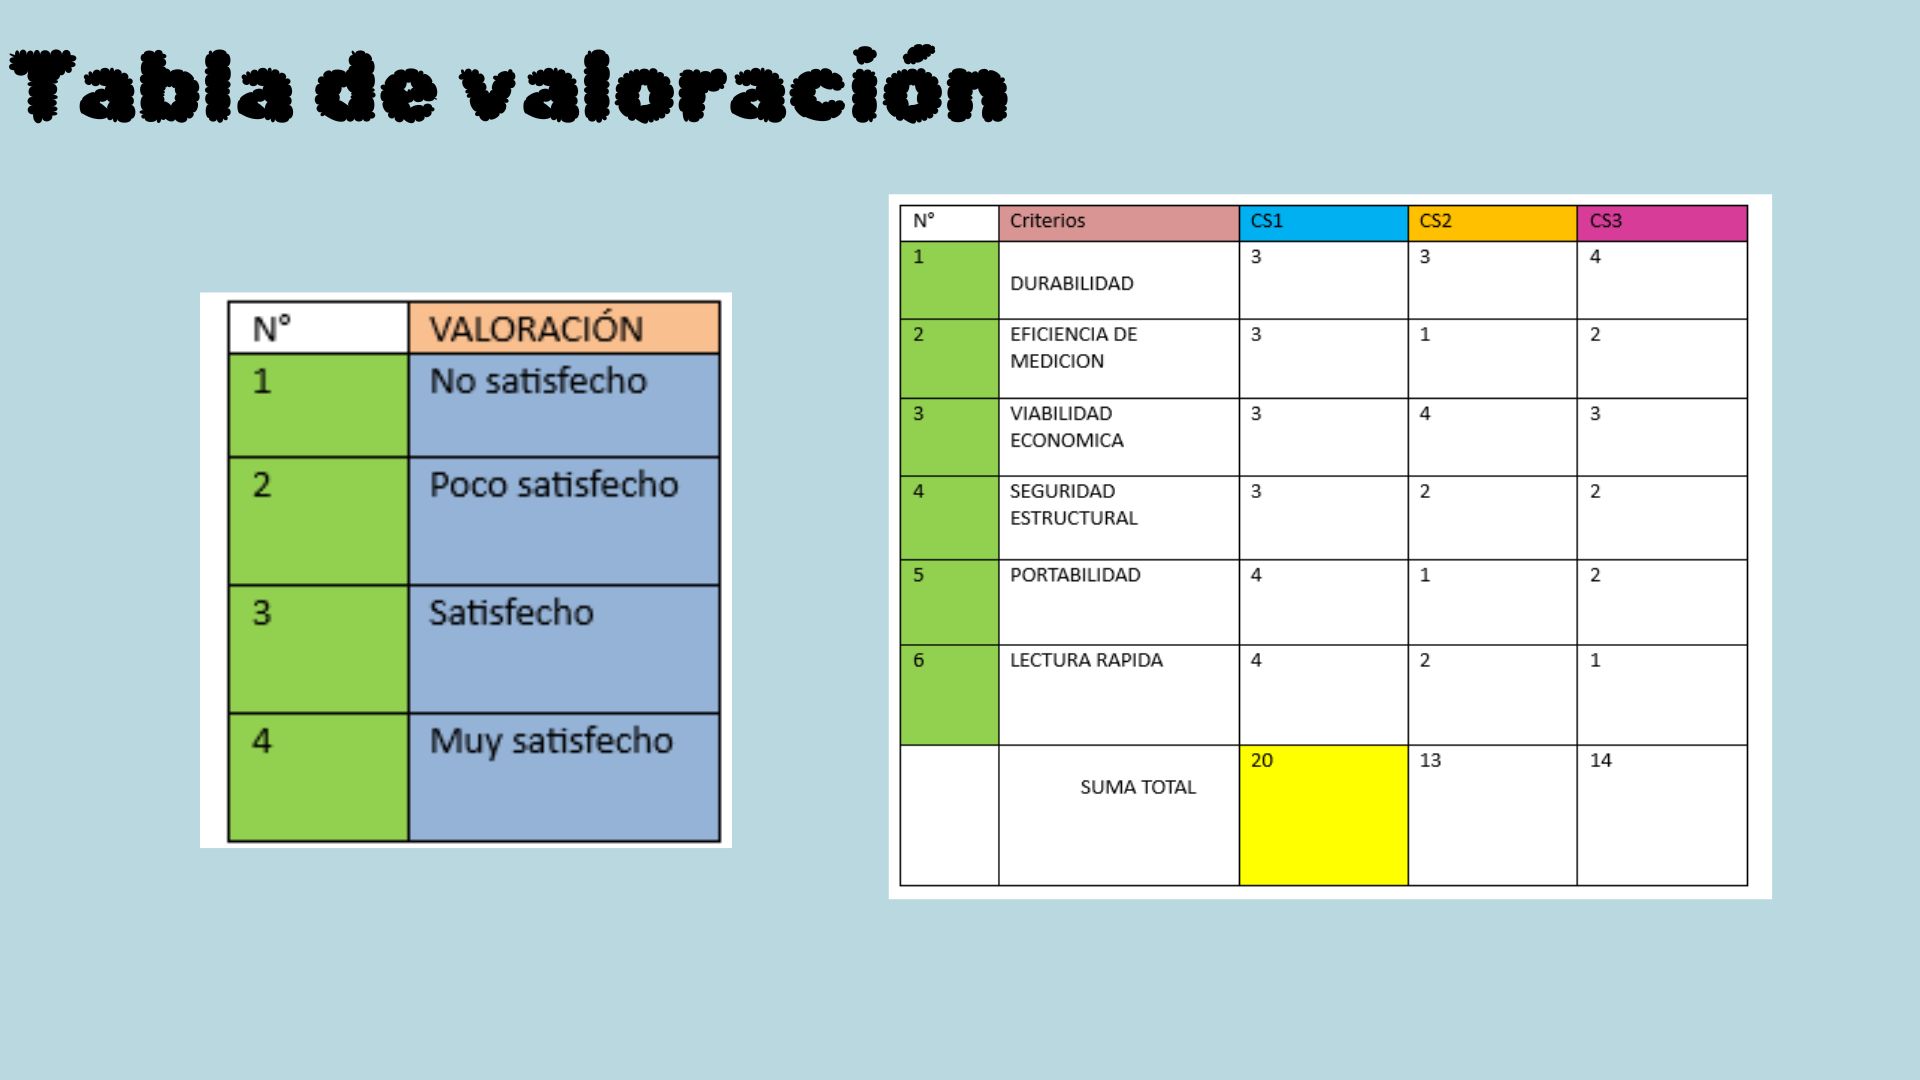 Tabla de valoración
N° VALORACIÓN
1 No satisfecho
2 Poco satisfecho
3 Satisfecho
4 Muy satisfecho
N° Criterios CS1 CS2 CS3
1 3 3 4
DURABILIDAD
2 EFICIENCIA DE 3 1 2
MEDICION
3 VIABILIDAD 3 4 3
ECONOMICA
4 SEGURIDAD 3 2 2
ESTRUCTURAL
5 PORTABILIDAD 4 1 2
6 LECTURA RAPIDA 4 2 1
20 13 14
SUMA TOTAL